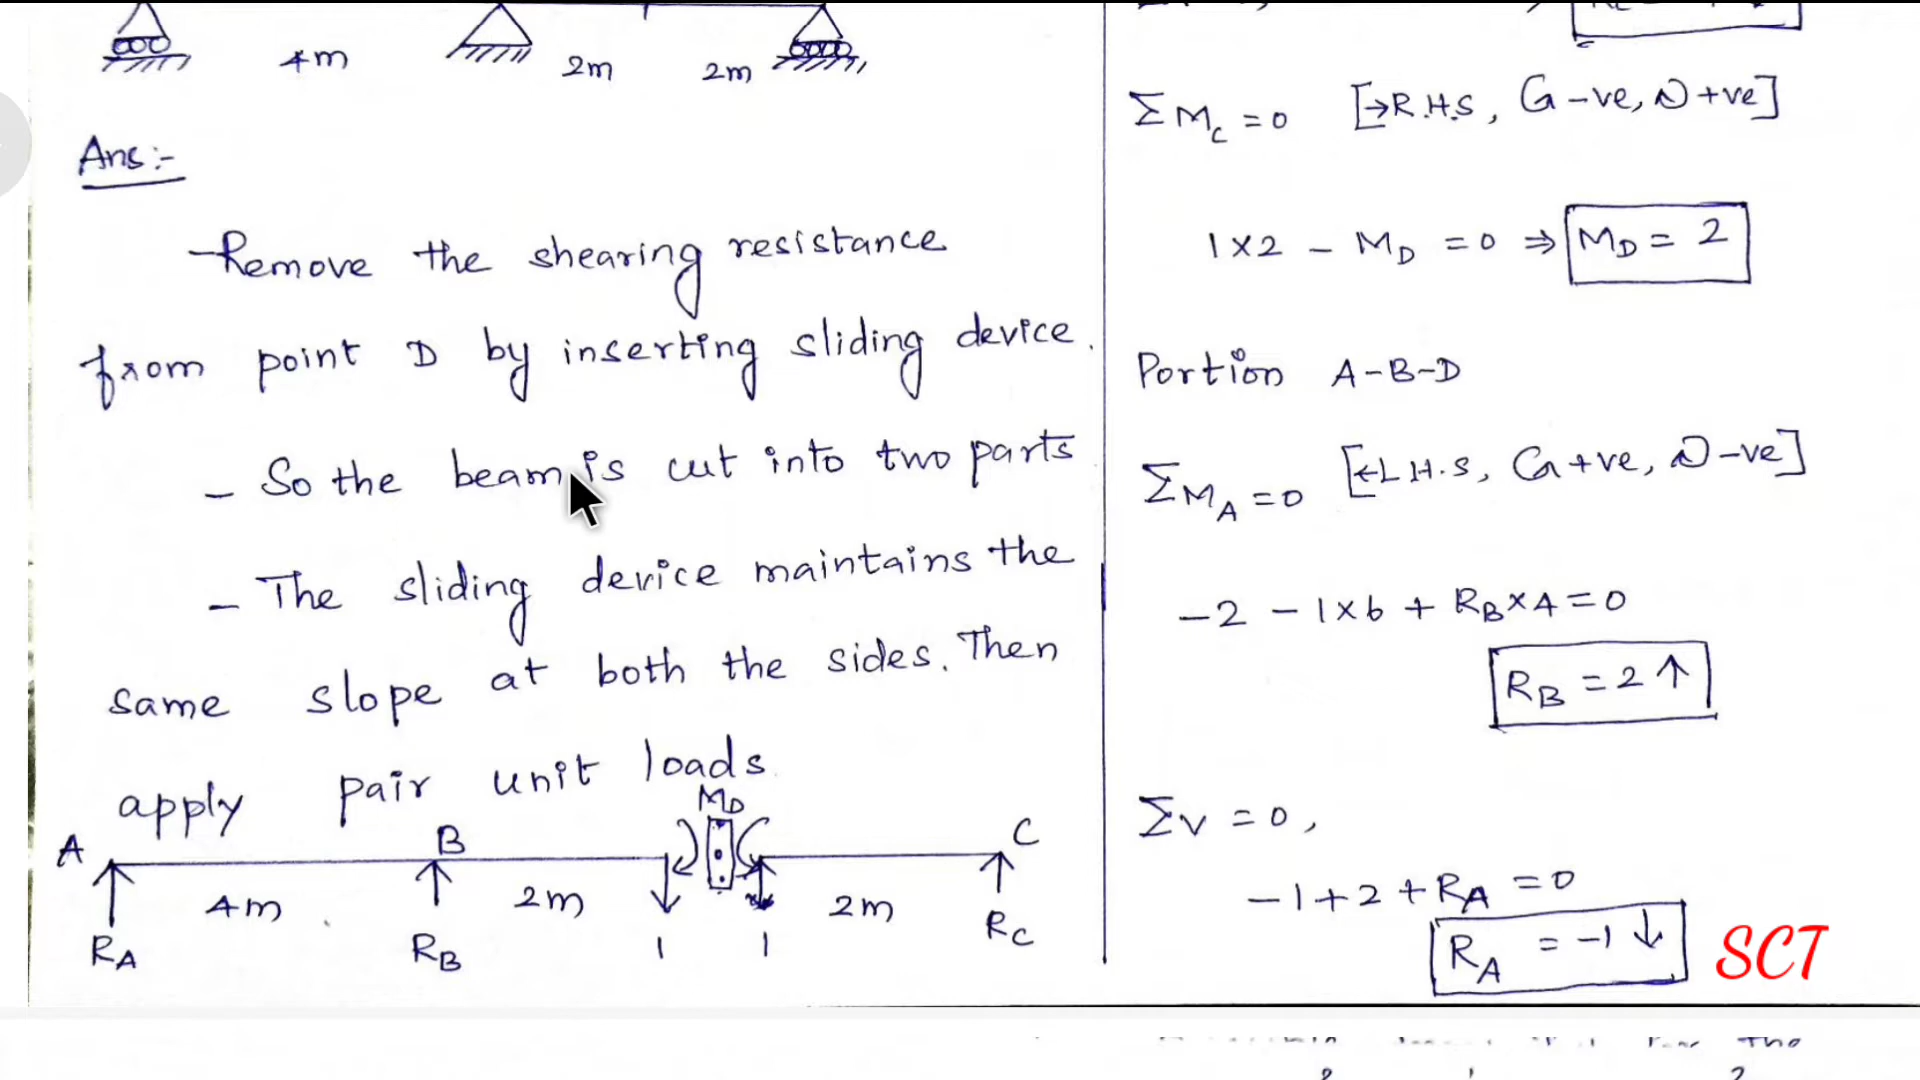 4m
2m
2m
Ans :-
- Remove the shearing resistance
from point D by inserting sliding device.
- So the beam is cut into two parts
- The sliding device maintains the
same slope at both the sides. Then
apply pair unit loads.
MD
A
B
C
4m
2m
2m
RA
RB
1
1
RC
ΣMC = 0 [→R.H.S, ↺ -ve, ↻ +ve]
1 x 2 - MD = 0 ⇒ MD = 2
Portion A-B-D
ΣMA = 0 [←L.H.S, ↺ +ve, ↻ -ve]
-2 - 1x6 + RB x 4 = 0
RB = 2 ↑
ΣV = 0,
-1 + 2 + RA = 0
RA = -1 ↓
SCT